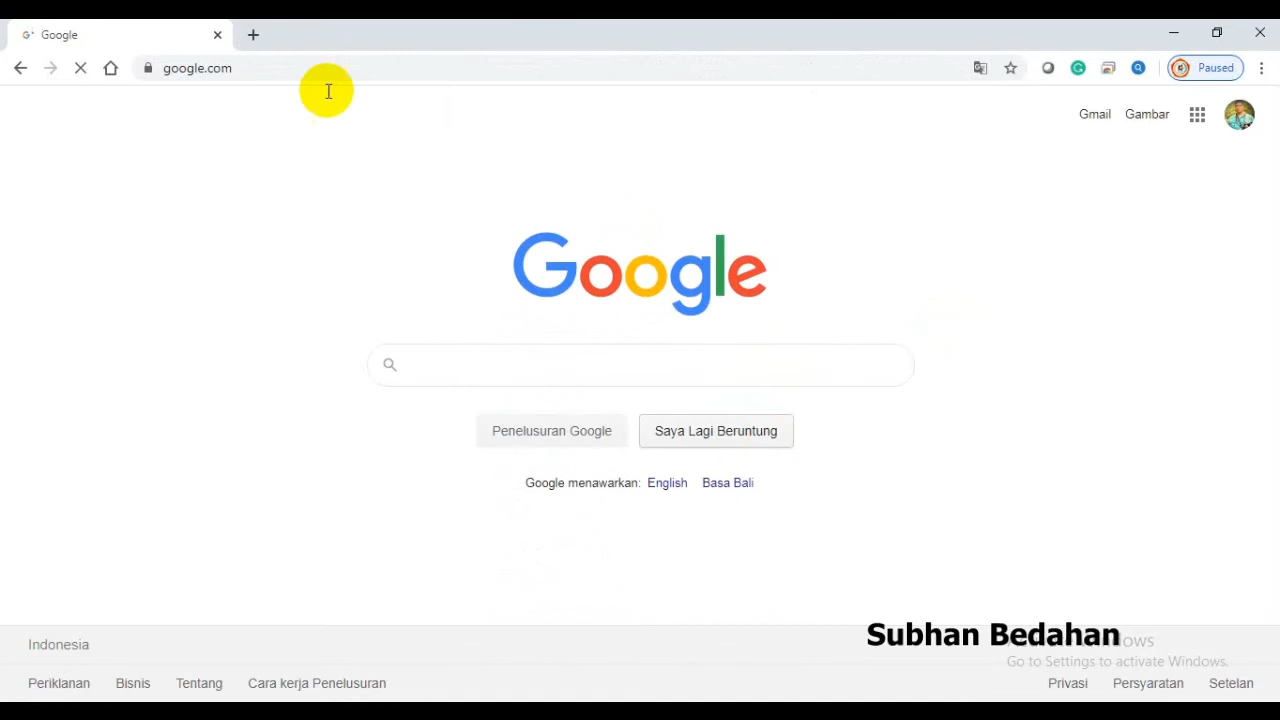 Google
google.com
Paused
Gmail Gambar
Google
Penelusuran Google Saya Lagi Beruntung
Google menawarkan: English Basa Bali
Subhan Bedahan
Go to Settings to activate Windows.
Indonesia
Periklanan Bisnis Tentang Cara kerja Penelusuran Privasi Persyaratan Setelan